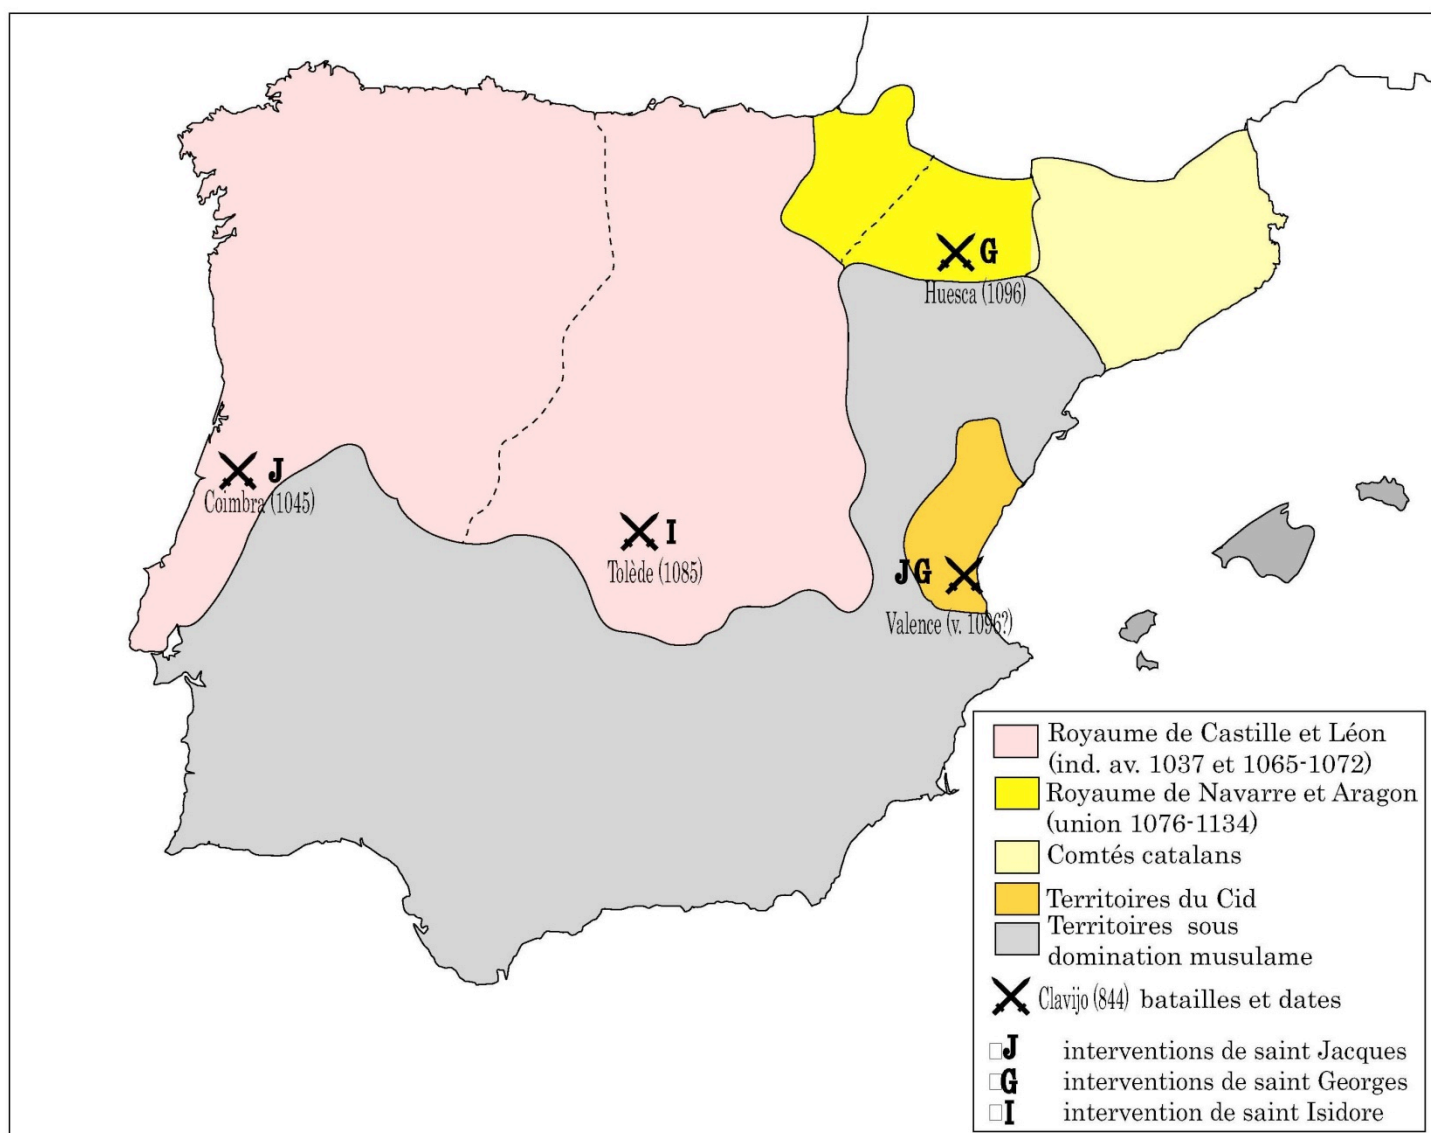 G
Huesca (1096)
J
Coimbra (1045)
I
Tolède (1085)
J G
Valence (v. 1096?)
Royaume de Castille et Léon
(ind. av. 1037 et 1065-1072)
Royaume de Navarre et Aragon
(union 1076-1134)
Comtés catalans
Territoires du Cid
Territoires sous
domination musulame
Clavijo (844) batailles et dates
J interventions de saint Jacques
G interventions de saint Georges
I intervention de saint Isidore